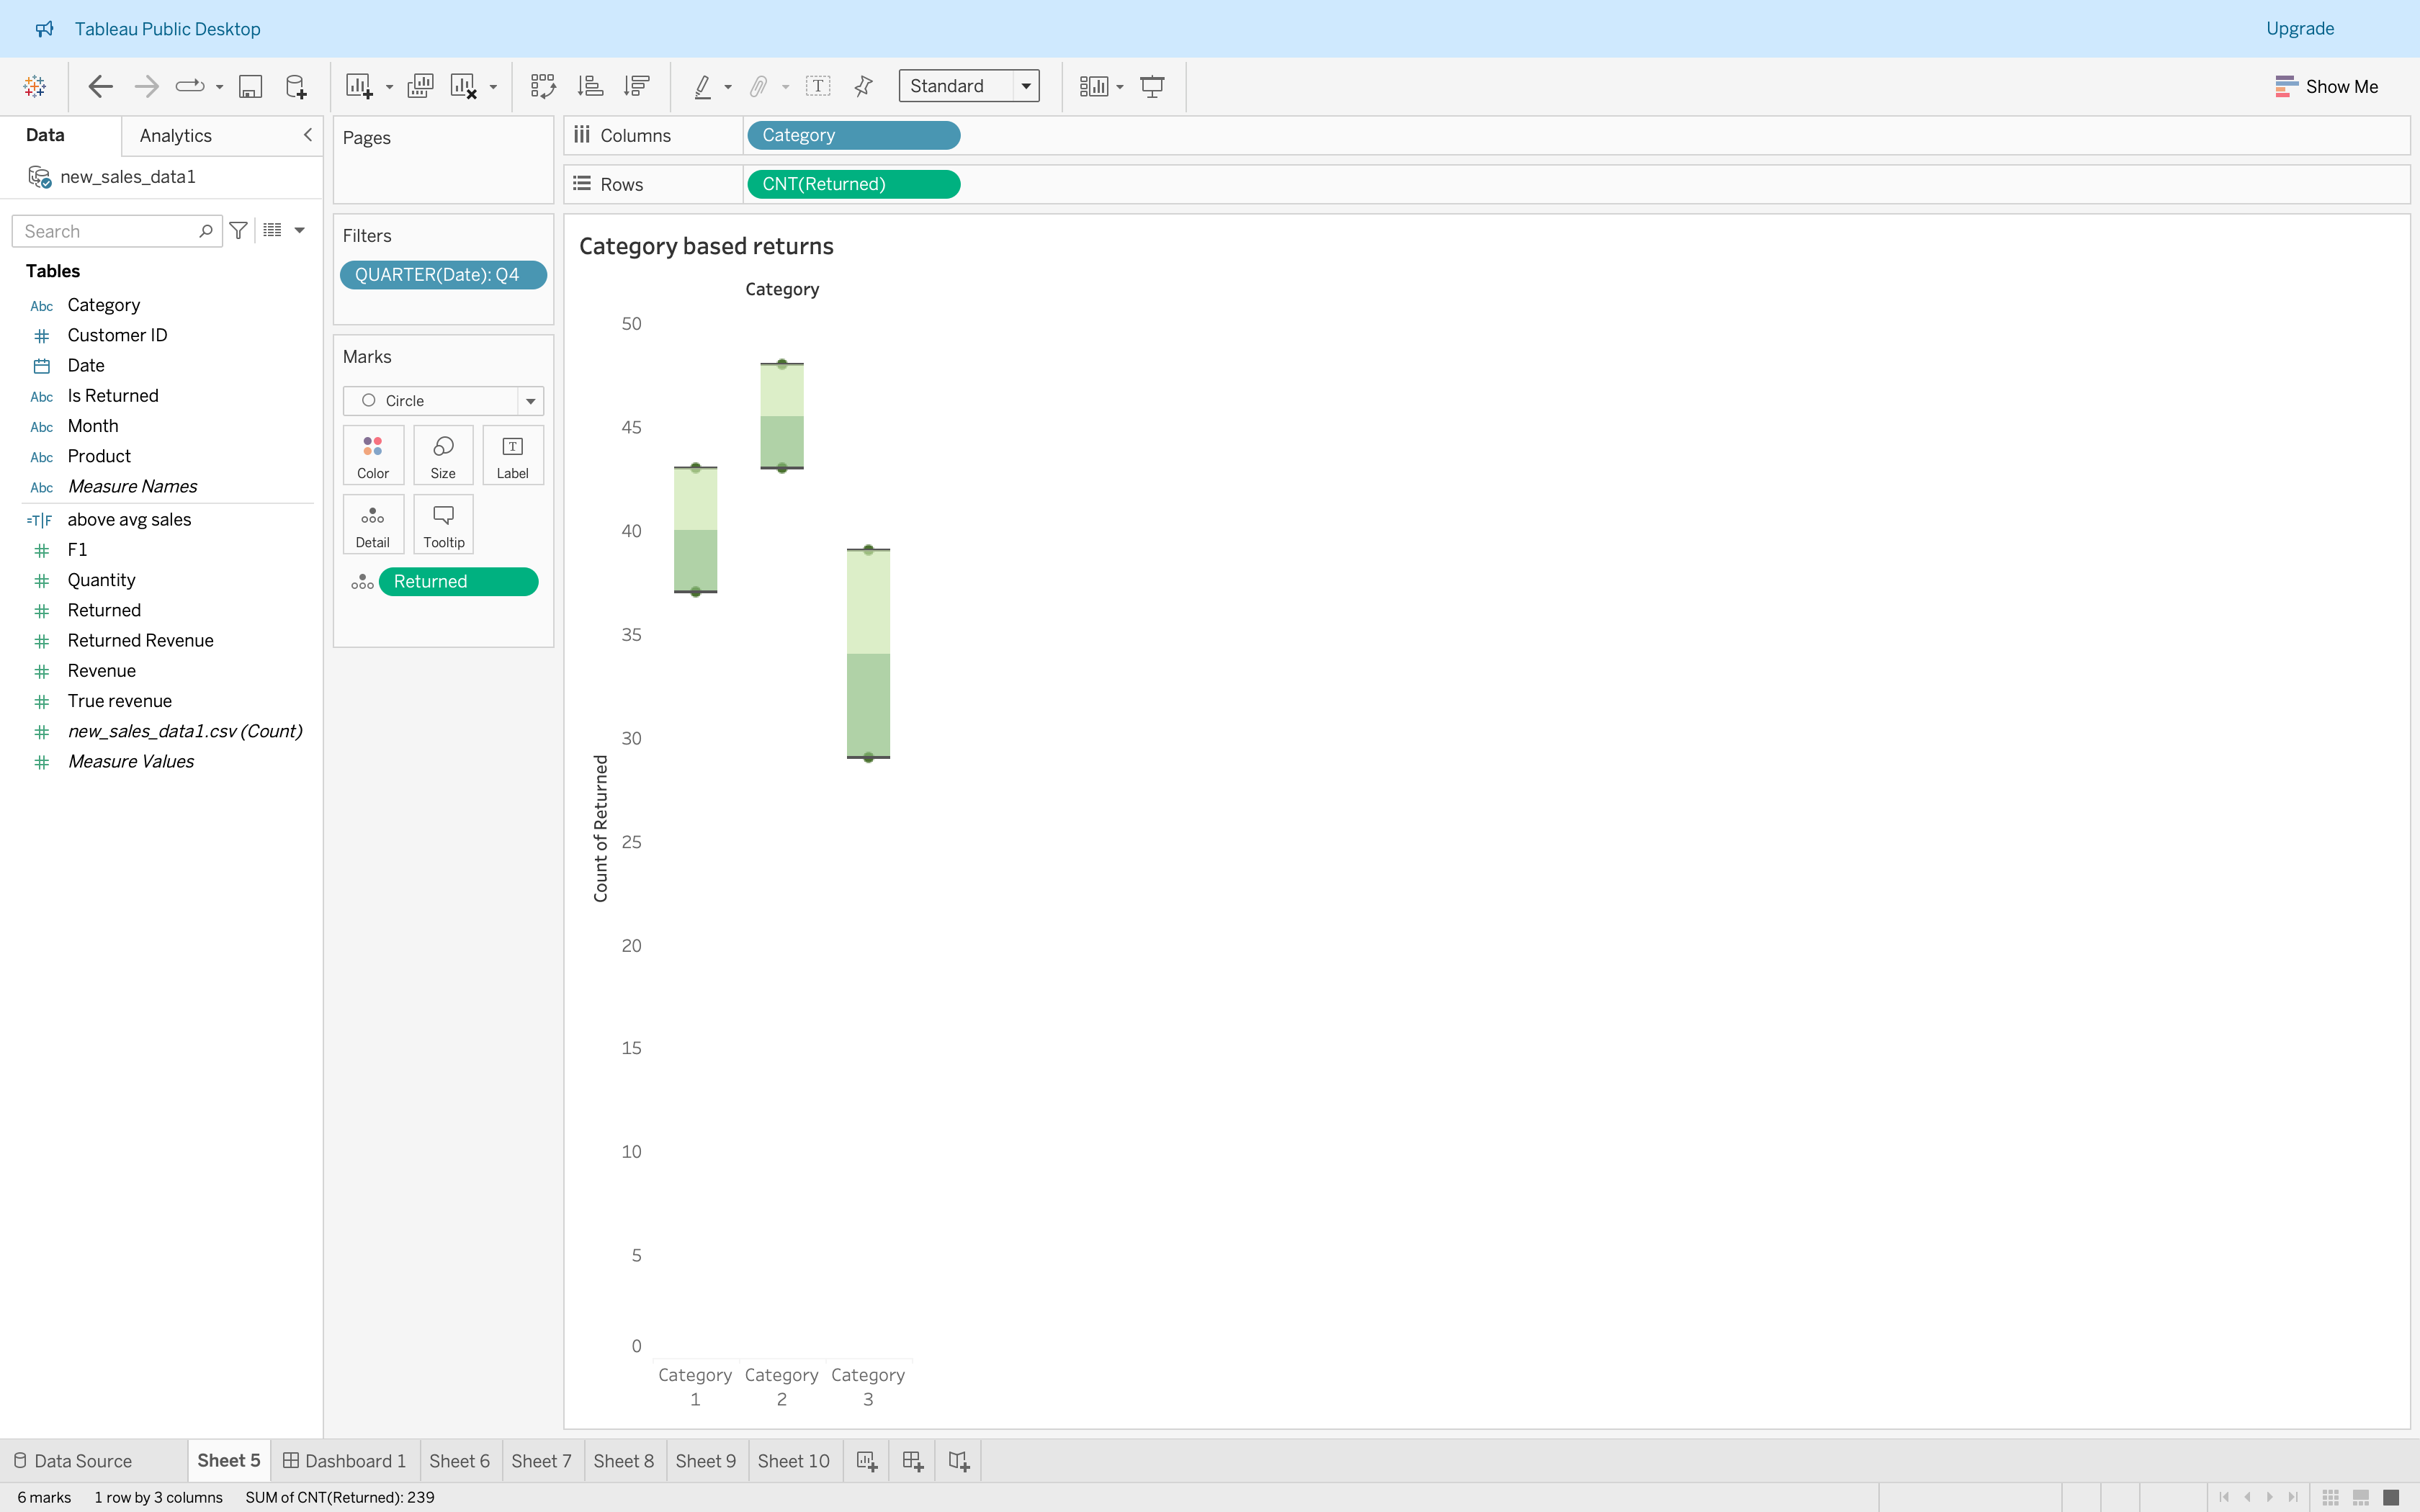 Tableau Public Desktop
Upgrade
Standard
Show Me
Data
Analytics
new_sales_data1
Search
Tables
Abc Category
Customer ID
Date
Abc Is Returned
Abc Month
Abc Product
Abc Measure Names
=T|F above avg sales
F1
Quantity
Returned
Returned Revenue
Revenue
True revenue
new_sales_data1.csv (Count)
Measure Values
Pages
Filters
QUARTER(Date): Q4
Marks
Circle
Color
Size
Label
Detail
Tooltip
Returned
Columns
Category
Rows
CNT(Returned)
Category based returns
Category
50
45
40
35
30
25
20
15
10
5
0
Count of Returned
Category 1
Category 2
Category 3
Data Source
Sheet 5
Dashboard 1
Sheet 6
Sheet 7
Sheet 8
Sheet 9
Sheet 10
6 marks
1 row by 3 columns
SUM of CNT(Returned): 239